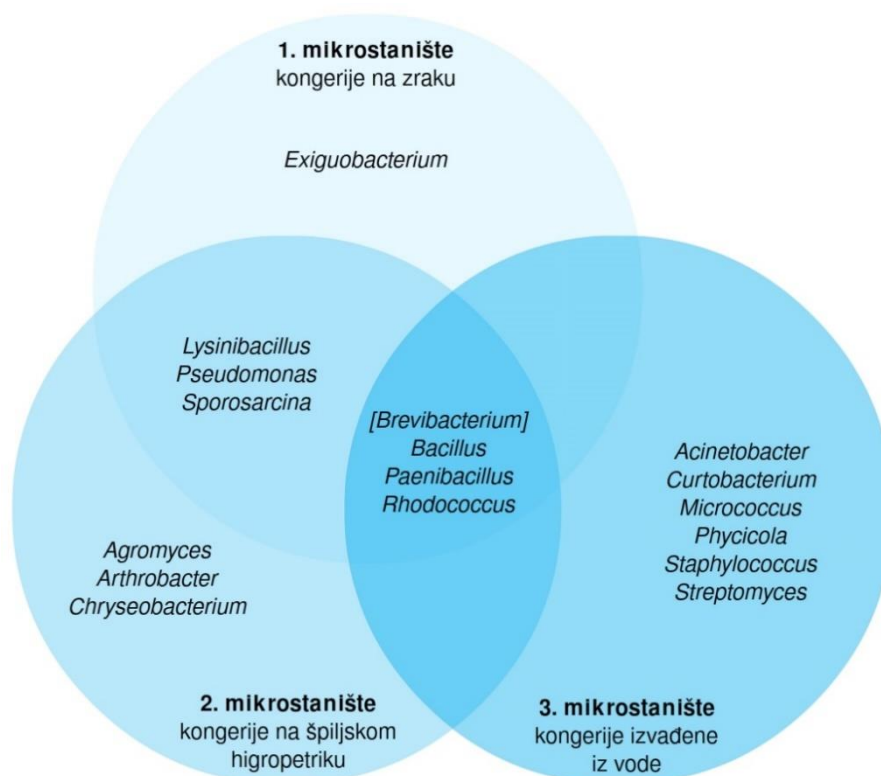 1. mikrostanište
kongerije na zraku
Exiguobacterium
Lysinibacillus
Pseudomonas
Sporosarcina
[Brevibacterium]
Bacillus
Paenibacillus
Rhodococcus
Acinetobacter
Curtobacterium
Micrococcus
Phycicola
Staphylococcus
Streptomyces
Agromyces
Arthrobacter
Chryseobacterium
2. mikrostanište
kongerije na špiljskom
higropetriku
3. mikrostanište
kongerije izvađene
iz vode